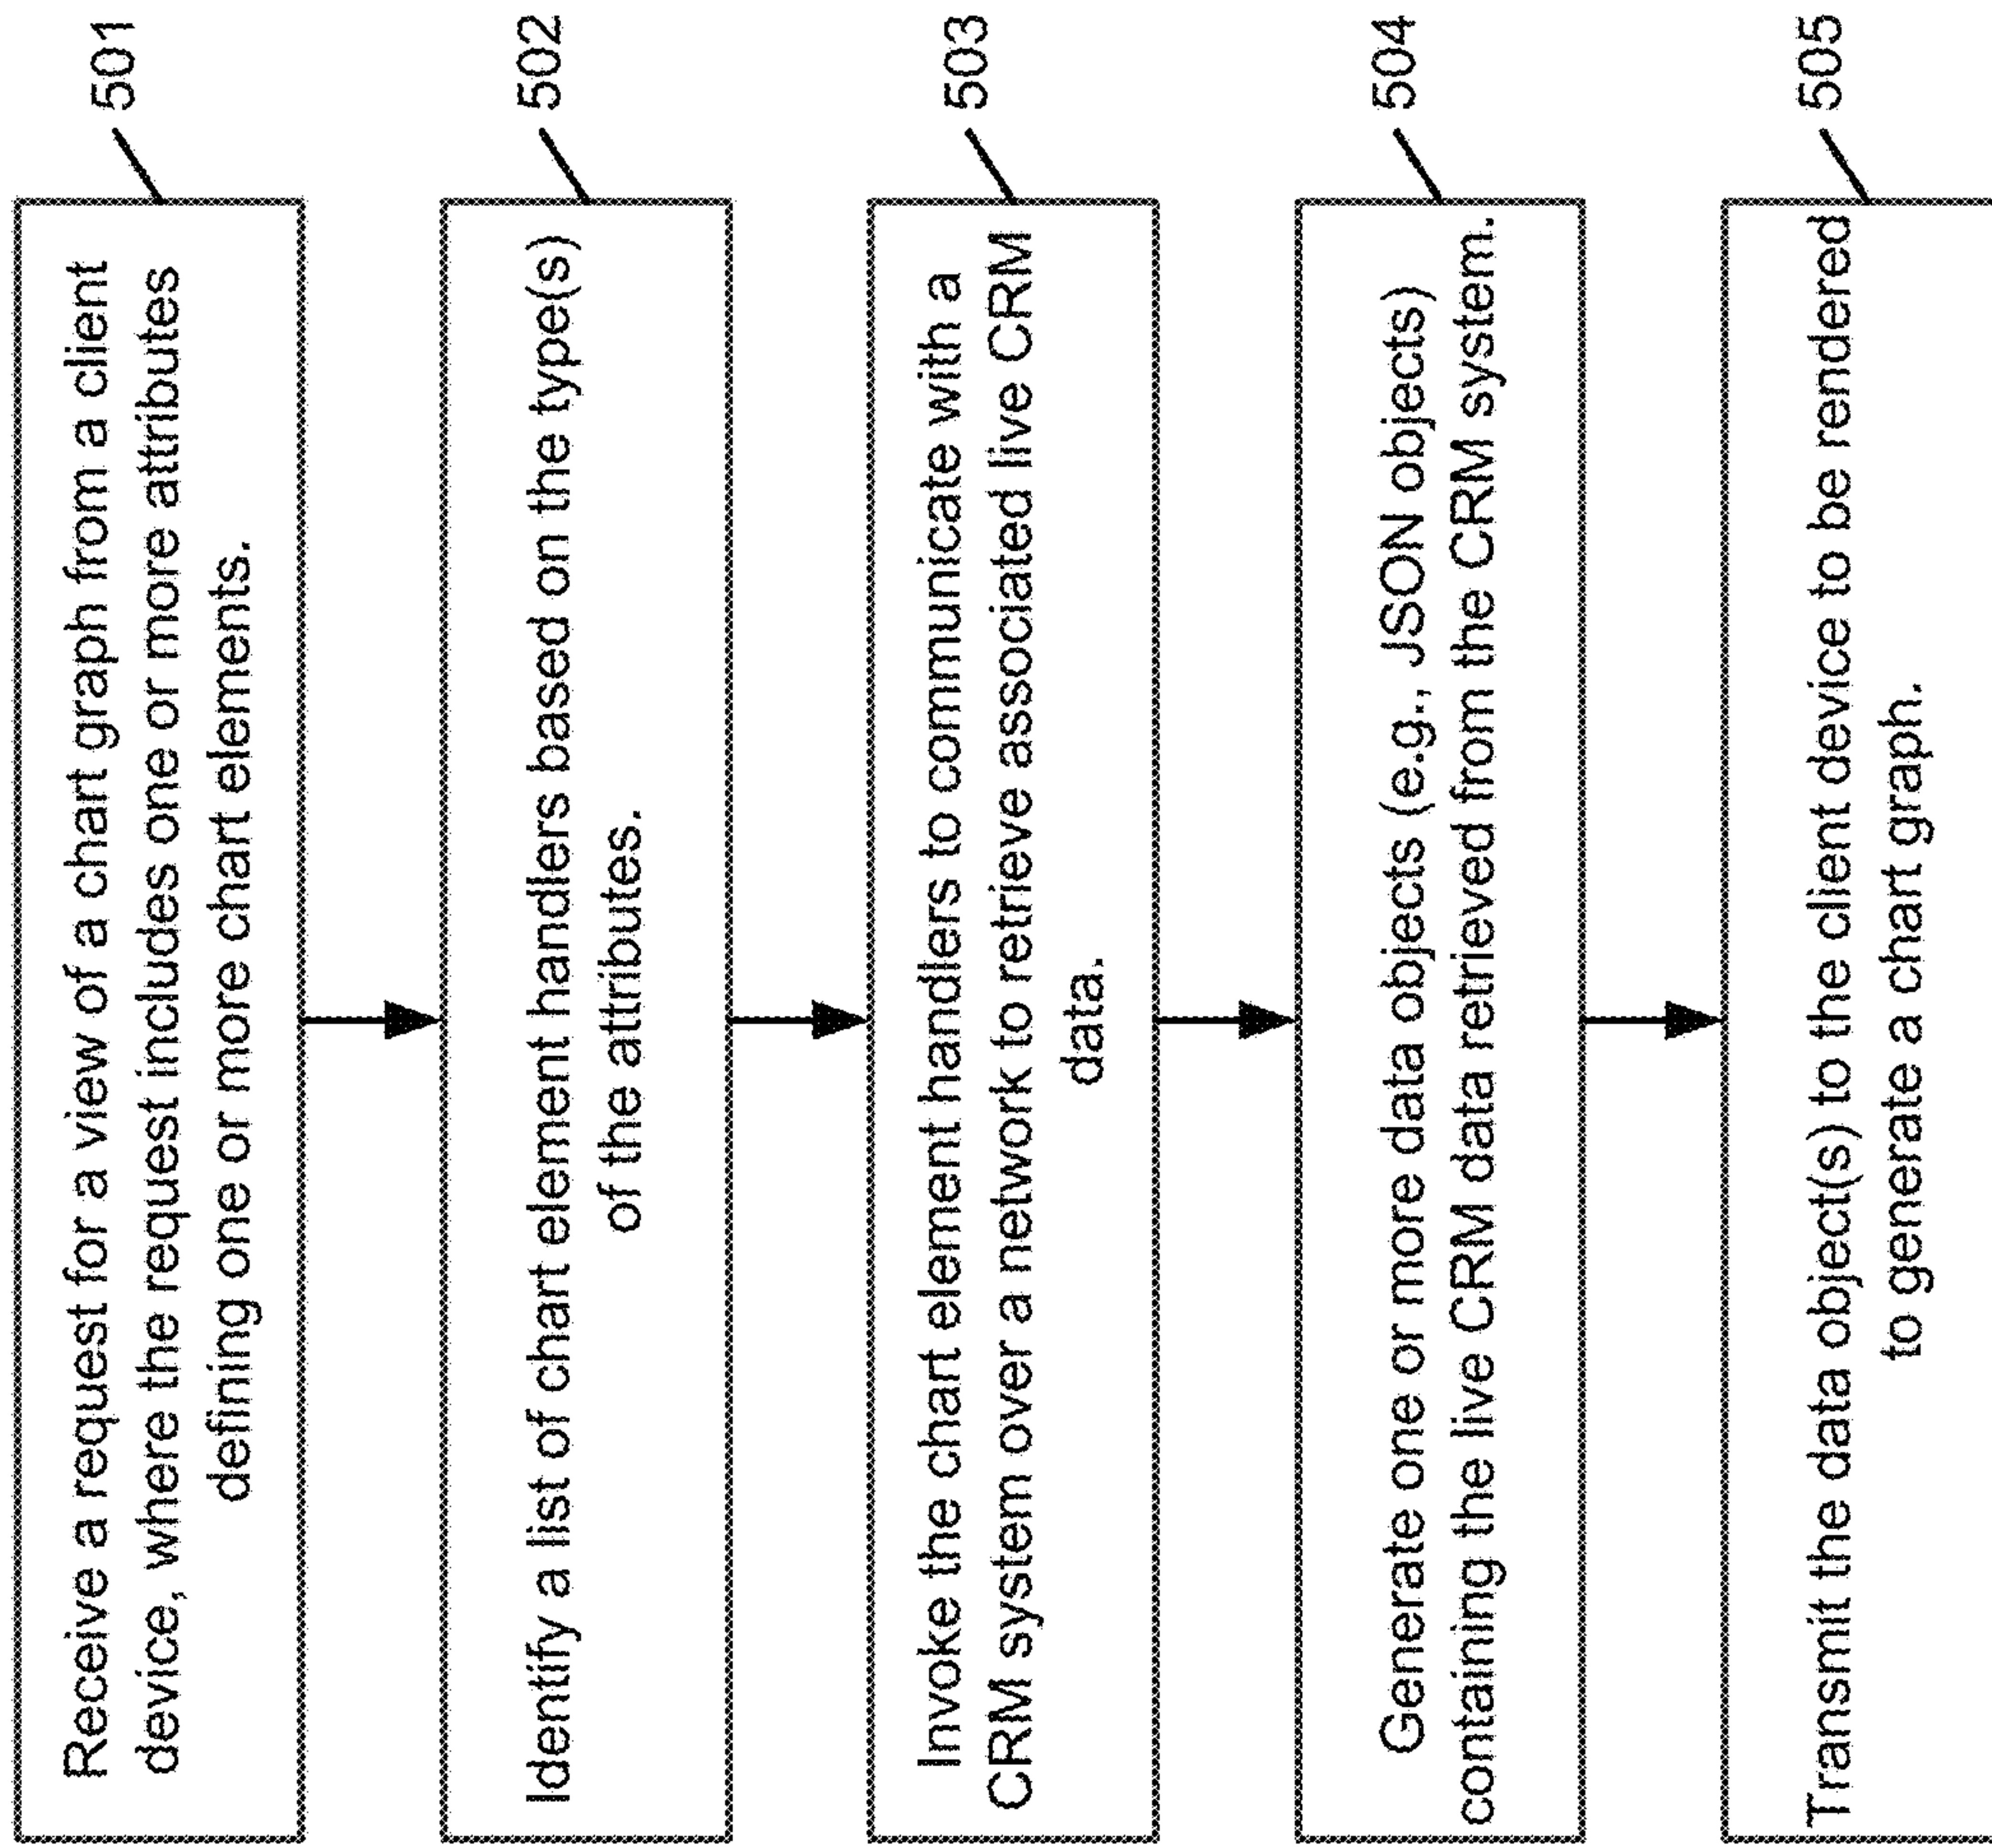 Receive a request for a view of a chart graph from a client
device, where the request includes one or more attributes
defining one or more chart elements.
501
Identify a list of chart element handlers based on the type(s)
of the attributes.
502
Invoke the chart element handlers to communicate with a
CRM system over a network to retrieve associated live CRM
data.
503
Generate one or more data objects (e.g., JSON objects)
containing the live CRM data retrieved from the CRM system.
504
Transmit the data object(s) to the client device to be rendered
to generate a chart graph.
505